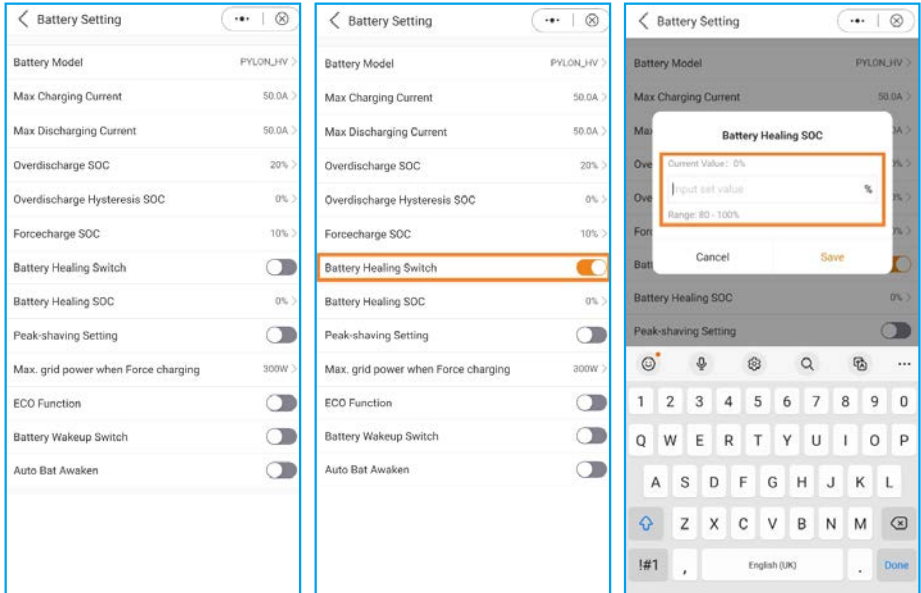 Battery Setting
Battery Model PYLON_HV >
Max Charging Current 50.0A >
Max Discharging Current 50.0A >
Overdischarge SOC 20% >
Overdischarge Hysteresis SOC 0% >
Forcecharge SOC 10% >
Battery Healing Switch
Battery Healing SOC 0% >
Peak-shaving Setting
Max. grid power when Force charging 300W >
ECO Function
Battery Wakeup Switch
Auto Bat Awaken
Battery Setting
Battery Model PYLON_HV >
Max Charging Current 50.0A >
Max Discharging Current 50.0A >
Overdischarge SOC 20% >
Overdischarge Hysteresis SOC 0% >
Forcecharge SOC 10% >
Battery Healing Switch
Battery Healing SOC 0% >
Peak-shaving Setting
Max. grid power when Force charging 300W >
ECO Function
Battery Wakeup Switch
Auto Bat Awaken
Battery Setting
Battery Model PYLON_HV >
Max Charging Current 50.0A >
Battery Healing SOC
Current Value: 0%
Input set value %
Range: 80 - 100%
Cancel Save
Battery Healing SOC 0% >
Peak-shaving Setting
1 2 3 4 5 6 7 8 9 0
Q W E R T Y U I O P
A S D F G H J K L
Z X C V B N M
!#1 , English (UK) . Done